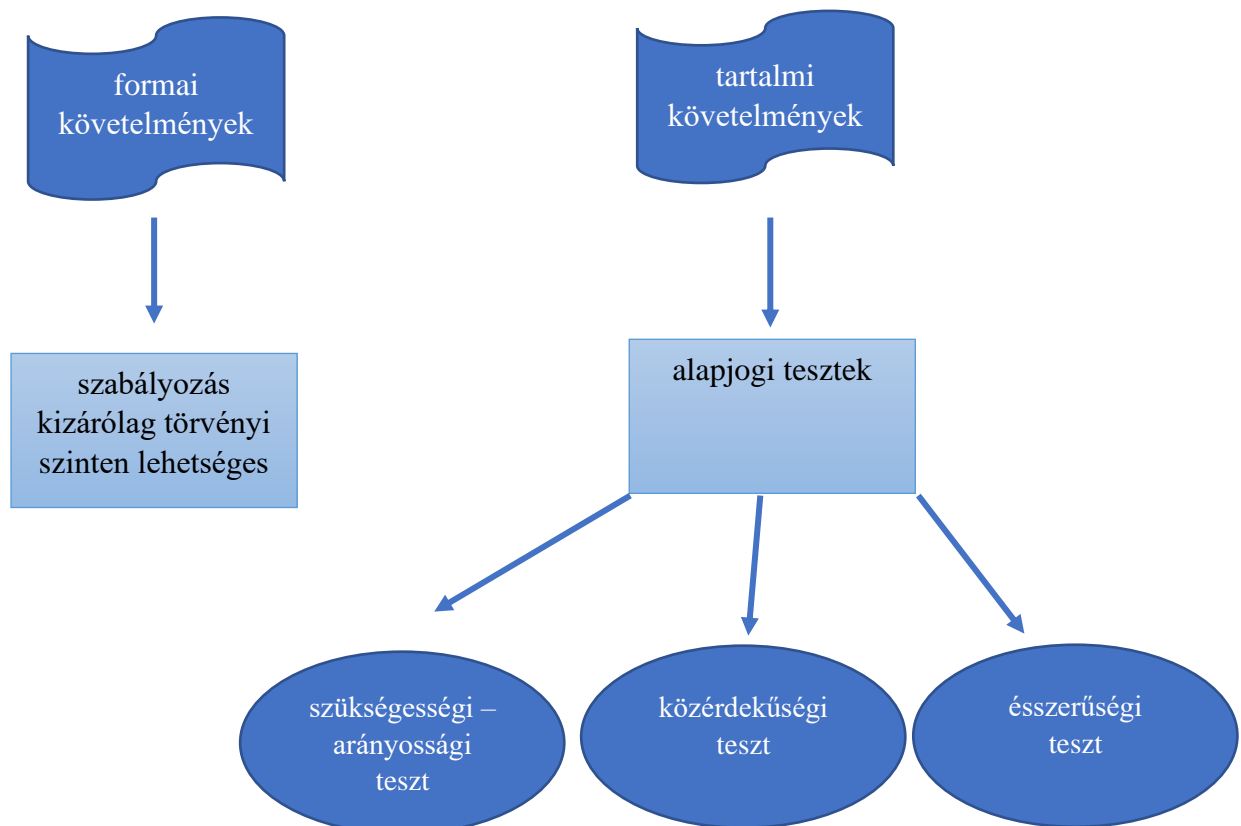 formai
követelmények
tartalmi
követelmények
szabályozás
kizárólag törvényi
szinten lehetséges
alapjogi tesztek
szükségességi –
arányossági
teszt
közérdekűségi
teszt
ésszerűségi
teszt